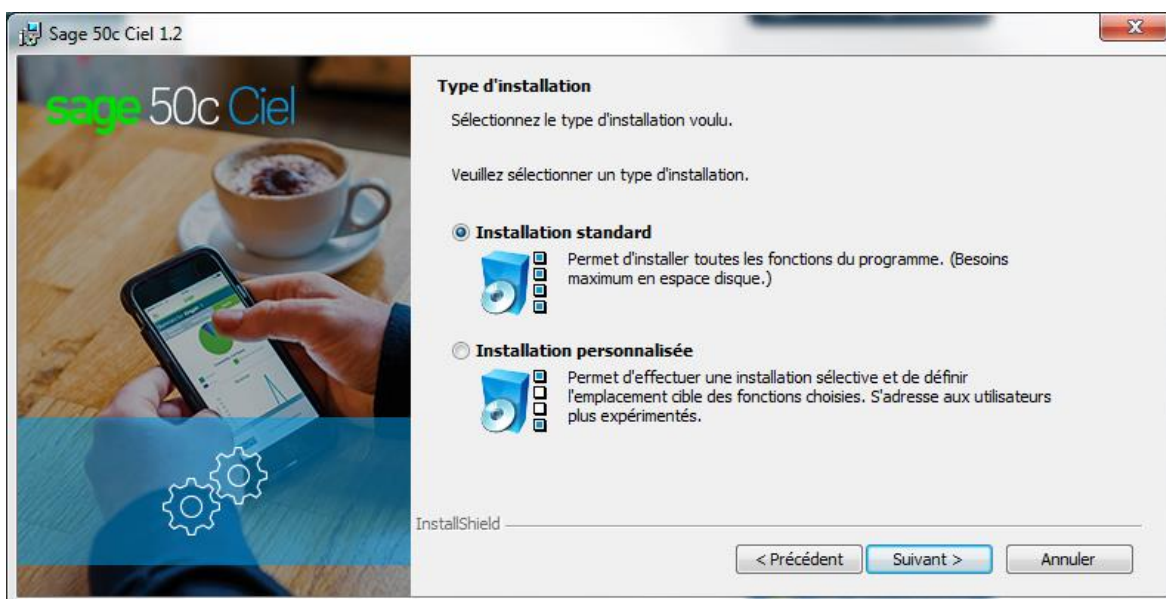 Sage 50c Ciel 1.2
sage 50c Ciel
Type d'installation
Sélectionnez le type d'installation voulu.
Veuillez sélectionner un type d'installation.
Installation standard
Permet d'installer toutes les fonctions du programme. (Besoins
maximum en espace disque.)
Installation personnalisée
Permet d'effectuer une installation sélective et de définir
l'emplacement cible des fonctions choisies. S'adresse aux utilisateurs
plus expérimentés.
InstallShield
< Précédent
Suivant >
Annuler